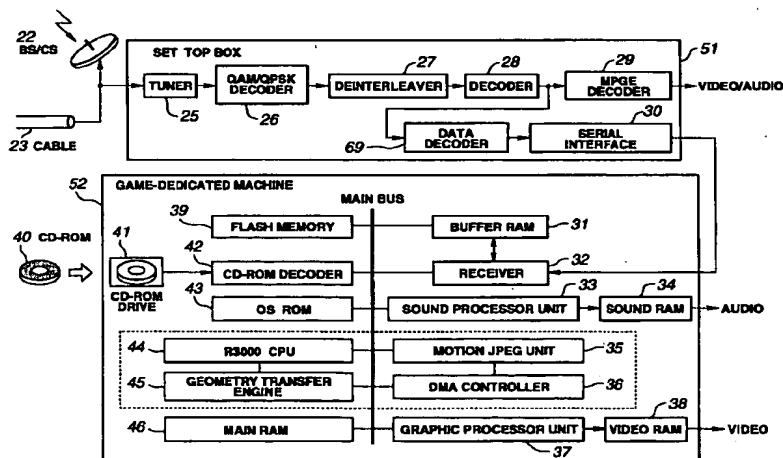 22
BS/CS
23 CABLE
SET TOP BOX
51
TUNER
25
QAM/QPSK
DECODER
26
27
DEINTERLEAVER
28
DECODER
29
MPGE
DECODER
VIDEO/AUDIO
69
DATA
DECODER
30
SERIAL
INTERFACE
52
GAME-DEDICATED MACHINE
MAIN BUS
39
FLASH MEMORY
BUFFER RAM
31
40 CD-ROM
41
CD-ROM
DRIVE
42
CD-ROM DECODER
RECEIVER
32
43
OS ROM
33
SOUND PROCESSOR UNIT
34
SOUND RAM
AUDIO
44
R3000 CPU
MOTION JPEG UNIT
35
45
GEOMETRY TRANSFER
ENGINE
DMA CONTROLLER
36
46
MAIN RAM
GRAPHIC PROCESSOR UNIT
37
38
VIDEO RAM
VIDEO